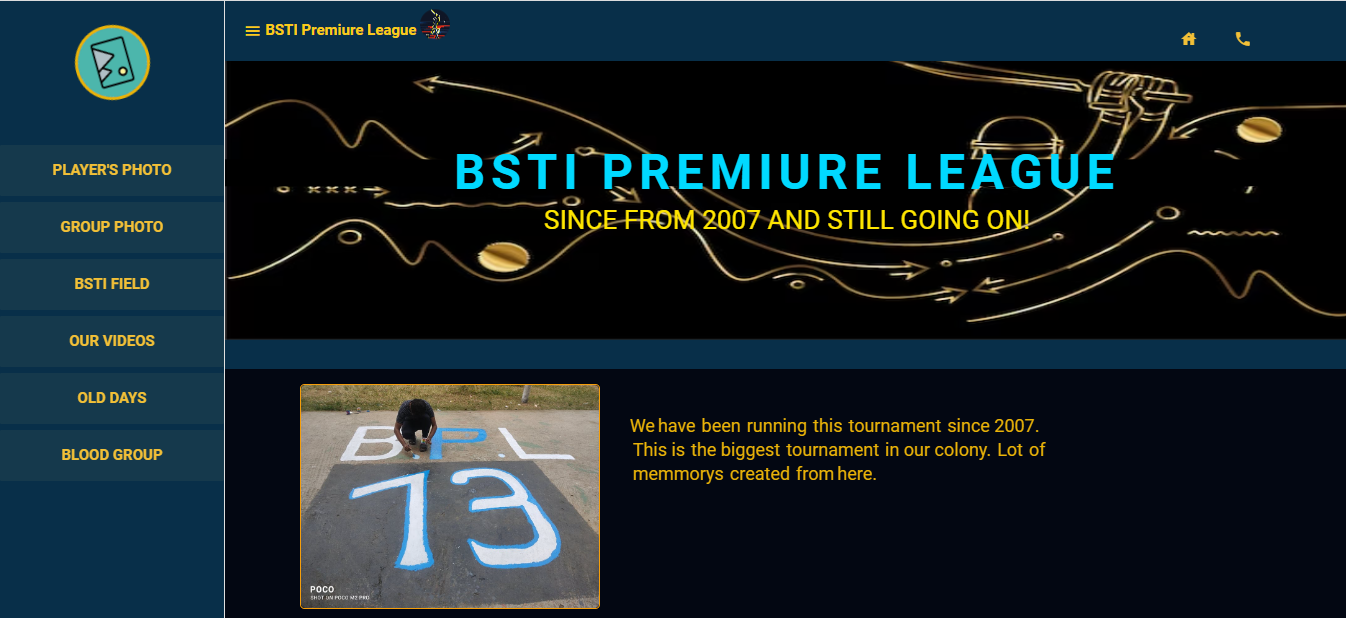 BSTI Premiure League
PLAYER'S PHOTO
GROUP PHOTO
BSTI FIELD
OUR VIDEOS
OLD DAYS
BLOOD GROUP
BSTI PREMIURE LEAGUE
SINCE FROM 2007 AND STILL GOING ON!
B.P.L
73
POCO
SHOT ON POCO M2 PRO
We have been running this tournament since 2007.
This is the biggest tournament in our colony. Lot of
memmorys created from here.